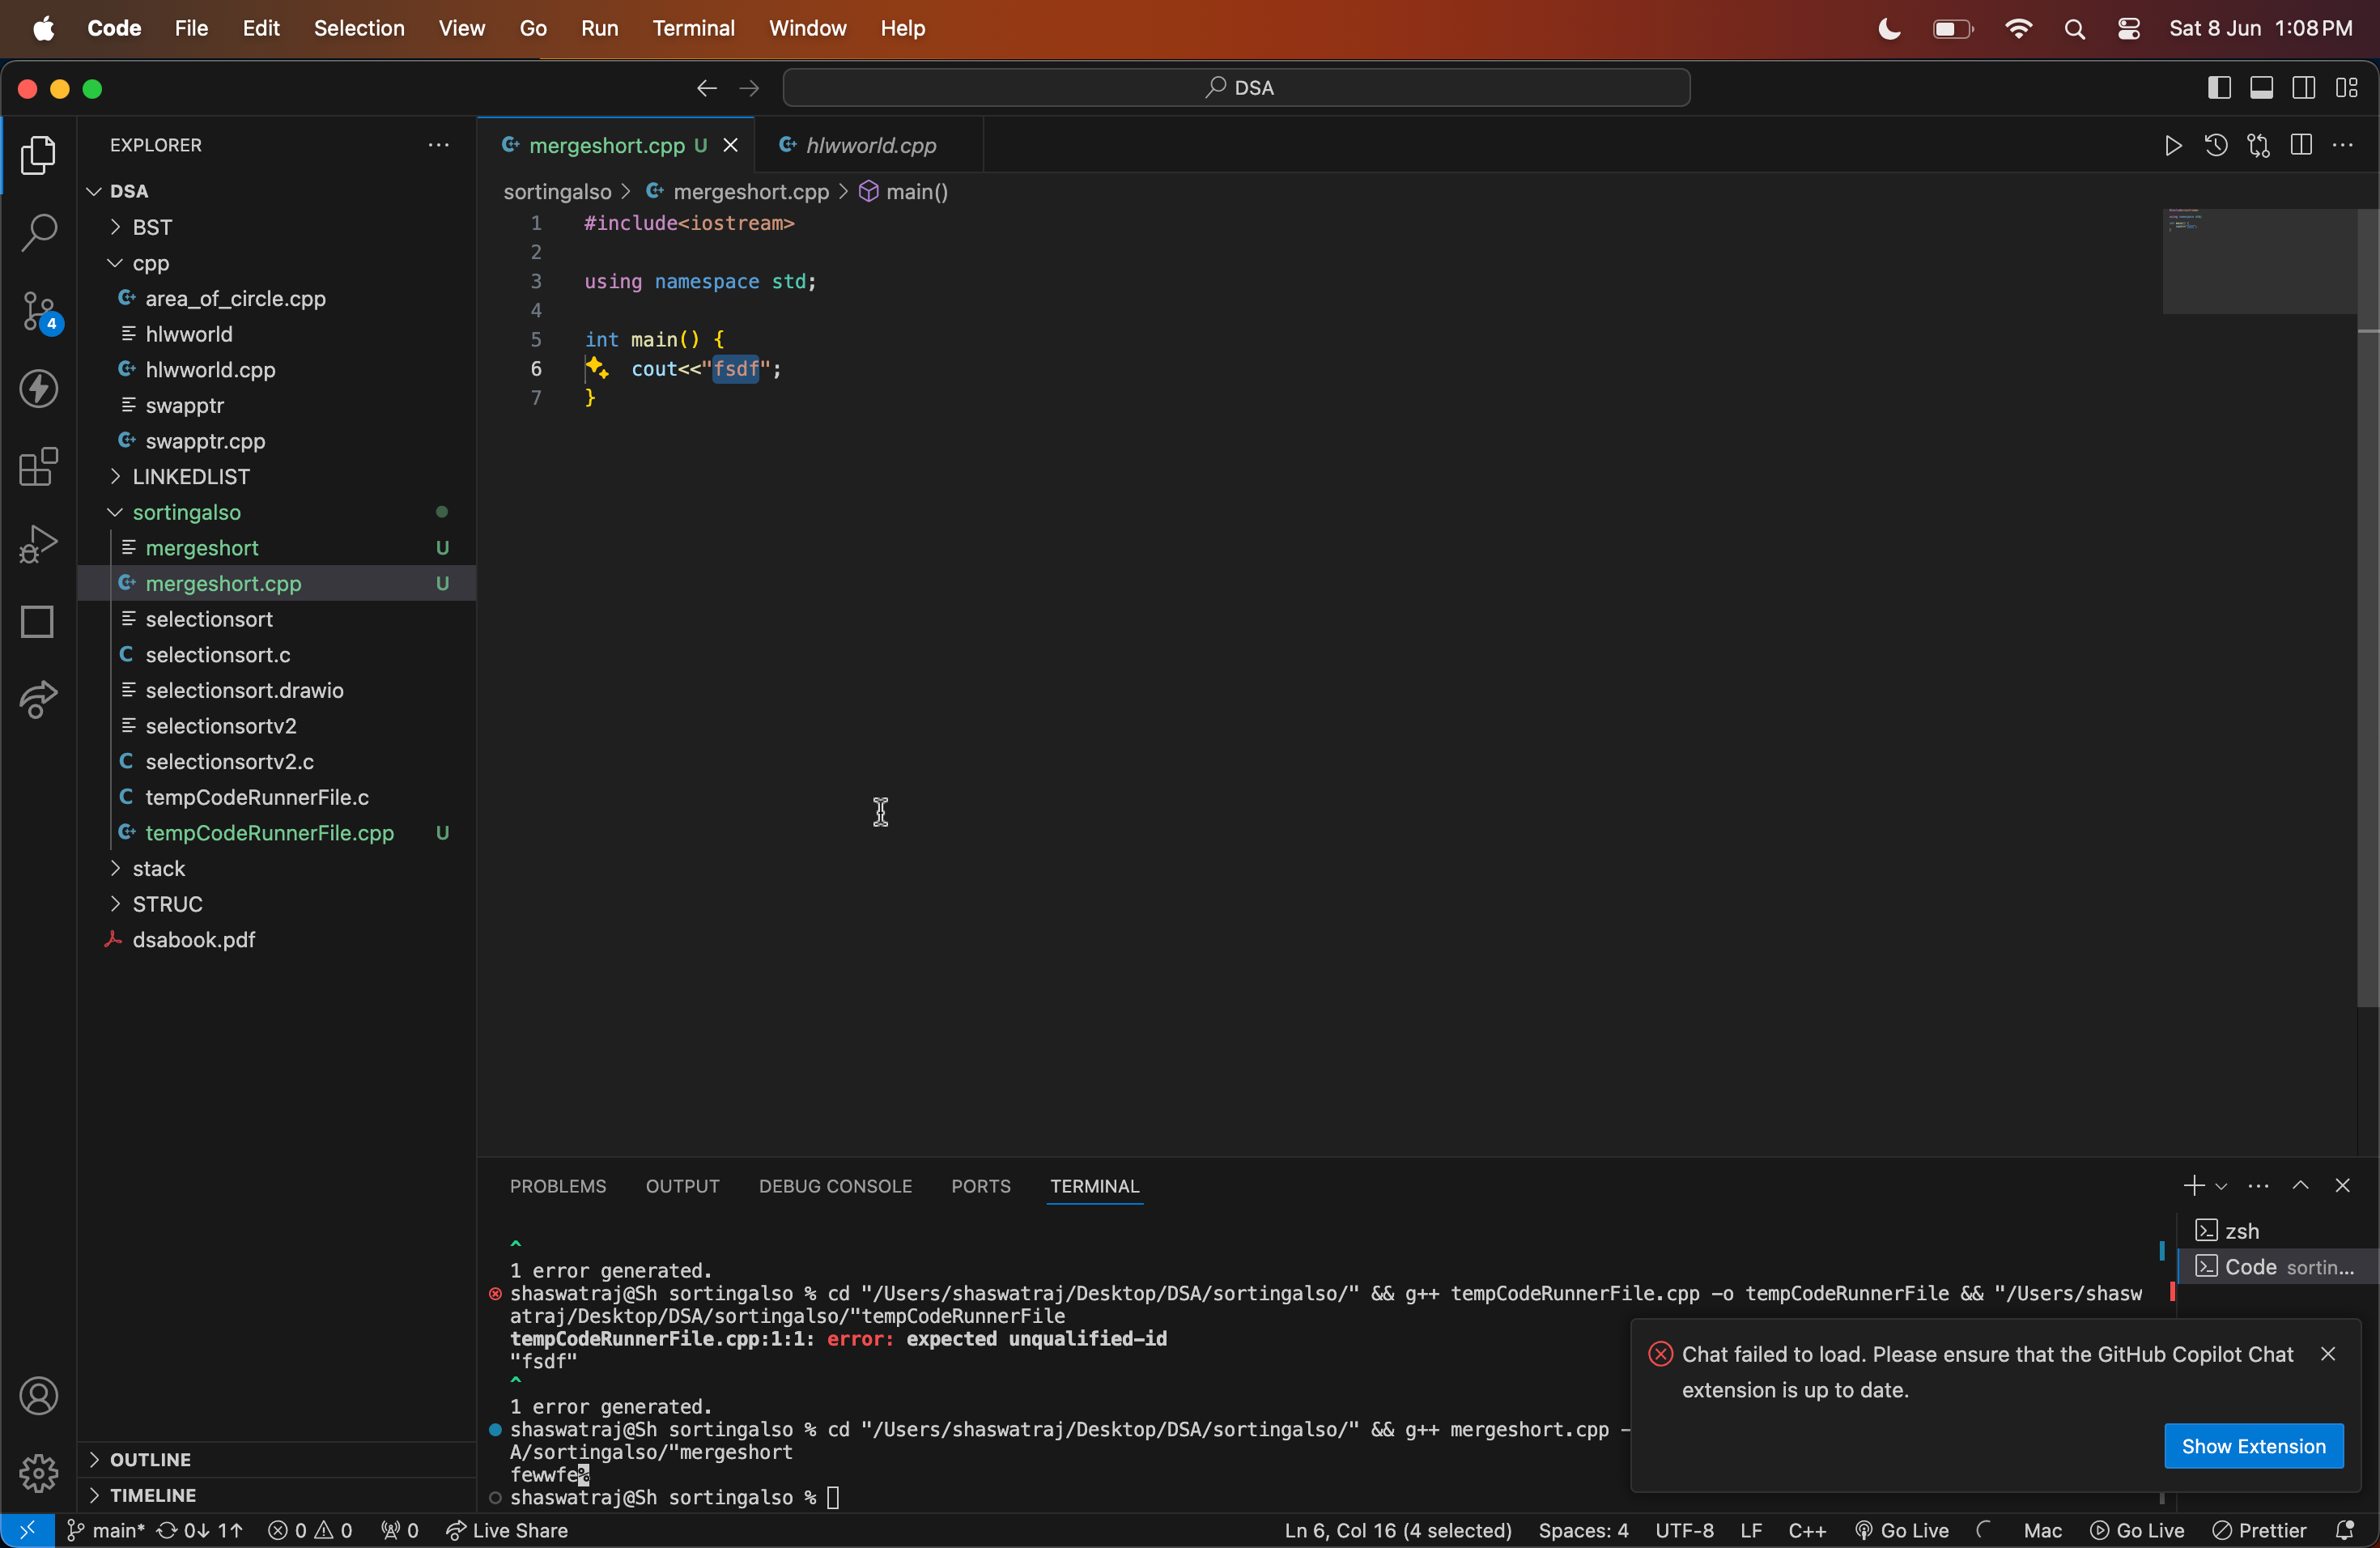 Code File Edit Selection View Go Run Terminal Window Help Sat 8 Jun 1:08 PM
DSA
EXPLORER
mergeshort.cpp U
hlwworld.cpp
DSA
BST
cpp
area_of_circle.cpp
hlwworld
hlwworld.cpp
swapptr
swapptr.cpp
LINKEDLIST
sortingalso
mergeshort U
mergeshort.cpp U
selectionsort
selectionsort.c
selectionsort.drawio
selectionsortv2
selectionsortv2.c
tempCodeRunnerFile.c
tempCodeRunnerFile.cpp U
stack
STRUC
dsabook.pdf
OUTLINE
TIMELINE
4
sortingalso > mergeshort.cpp > main()
1 #include<iostream>
2
3 using namespace std;
4
5 int main() {
6 cout<<"fsdf";
7 }
PROBLEMS OUTPUT DEBUG CONSOLE PORTS TERMINAL
^
1 error generated.
shaswatraj@Sh sortingalso % cd "/Users/shaswatraj/Desktop/DSA/sortingalso/" && g++ tempCodeRunnerFile.cpp -o tempCodeRunnerFile && "/Users/shasw
atraj/Desktop/DSA/sortingalso/"tempCodeRunnerFile
tempCodeRunnerFile.cpp:1:1: error: expected unqualified-id
"fsdf"
^
1 error generated.
shaswatraj@Sh sortingalso % cd "/Users/shaswatraj/Desktop/DSA/sortingalso/" && g++ mergeshort.cpp -
A/sortingalso/"mergeshort
fewwfe%
shaswatraj@Sh sortingalso %
zsh
Code sortin...
Chat failed to load. Please ensure that the GitHub Copilot Chat
extension is up to date.
Show Extension
main* 0↓ 1↑ 0 0 0 Live Share Ln 6, Col 16 (4 selected) Spaces: 4 UTF-8 LF C++ Go Live Mac Go Live Prettier